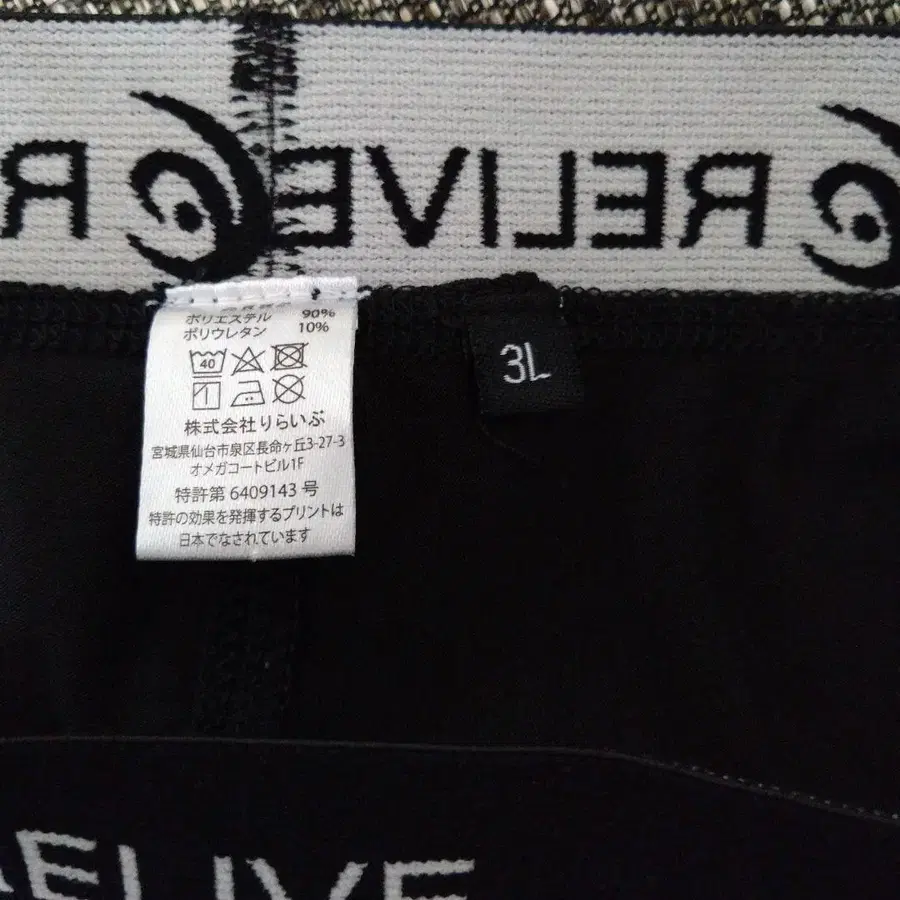 RELIVE
R
ポリエステル 90%
ポリウレタン 10%
40
3L
株式会社りらいぶ
宮城県仙台市泉区長命ヶ丘3-27-3
オメガコートビル1F
特許第 6409143 号
特許の効果を発揮するプリントは
日本でなされています
RELIVE